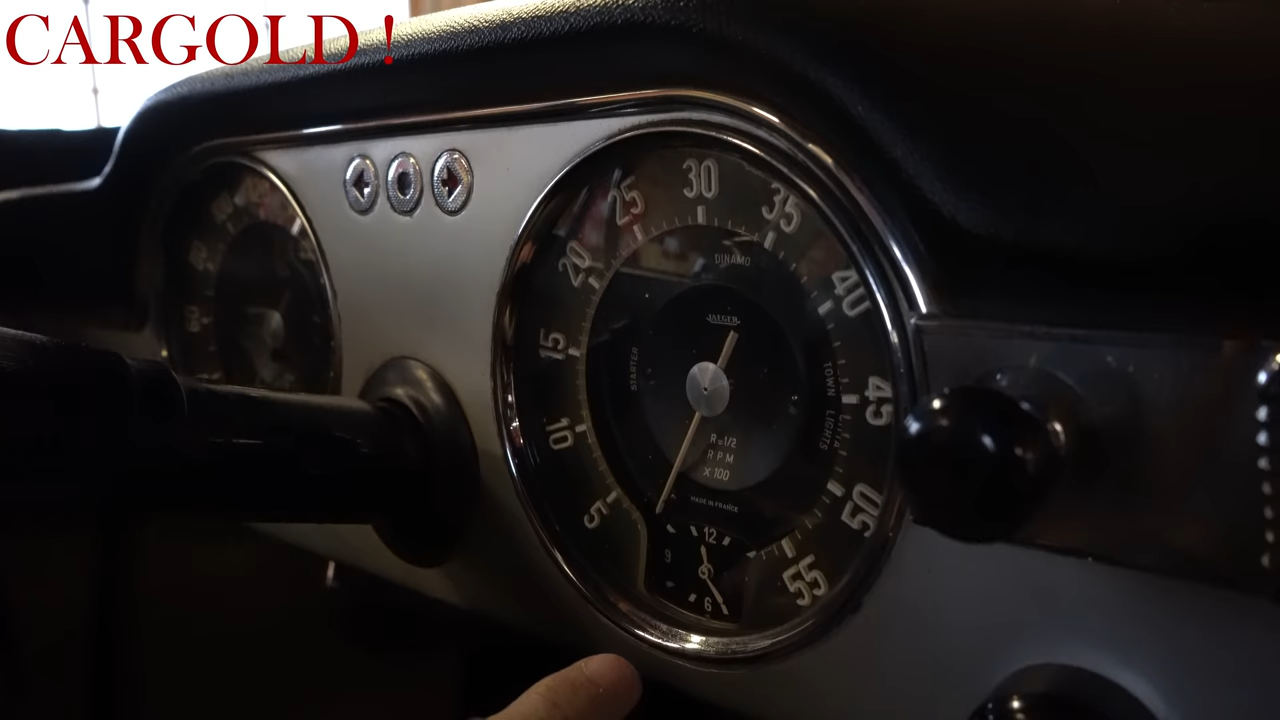 CARGOLD !
30
25
35
20
40
DINAMO
JAEGER
15
STARTER
TOWN LIGHTS
45
10
R=1/2
RPM
X 100
5
MADE IN FRANCE
50
12
9
55
6